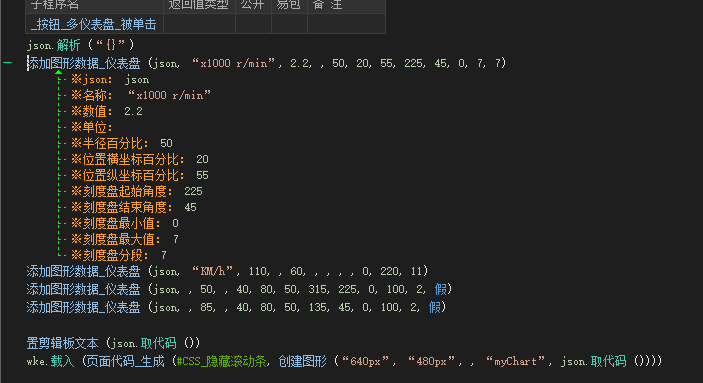 子程序名 返回值类型 公开 易包 备 注
_按钮_多仪表盘_被单击
json.解析 (“{}”)
添加图形数据_仪表盘 (json, “x1000 r/min”, 2.2, , 50, 20, 55, 225, 45, 0, 7, 7)
※json: json
※名称: “x1000 r/min”
※数值: 2.2
※单位:
※半径百分比: 50
※位置横坐标百分比: 20
※位置纵坐标百分比: 55
※刻度盘起始角度: 225
※刻度盘结束角度: 45
※刻度盘最小值: 0
※刻度盘最大值: 7
※刻度盘分段: 7
添加图形数据_仪表盘 (json, “KM/h”, 110, , 60, , , , , 0, 220, 11)
添加图形数据_仪表盘 (json, , 50, , 40, 80, 50, 315, 225, 0, 100, 2, 假)
添加图形数据_仪表盘 (json, , 85, , 40, 80, 50, 135, 45, 0, 100, 2, 假)
置剪辑板文本 (json.取代码 ())
wke.载入 (页面代码_生成 (#CSS_隐藏滚动条, 创建图形 (“640px”, “480px”, , “myChart”, json.取代码 ())))